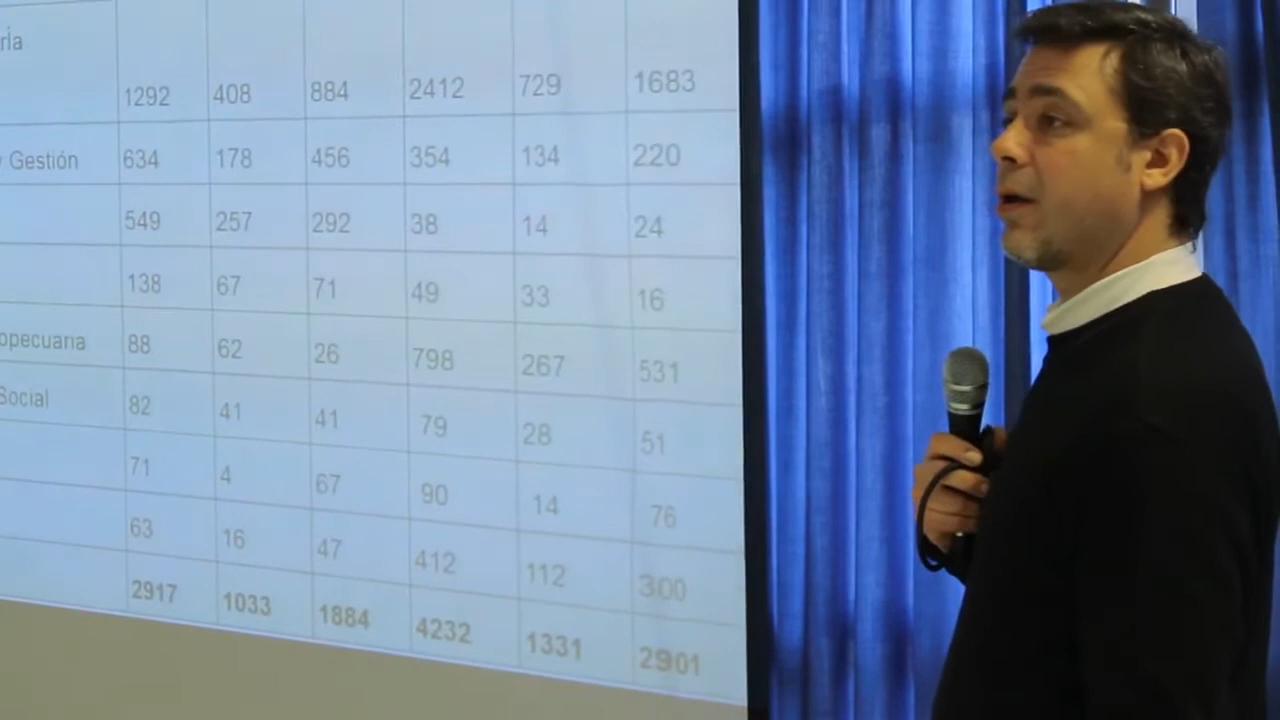 ría
1292 408 884 2412 729 1683
y Gestión 634 178 456 354 134 220
549 257 292 38 14 24
138 67 71 49 33 16
opecuaria 88 62 26 798 267 531
Social 82 41 41 79 28 51
71 4 67 90 14 76
63 16 47 412 112 300
2917 1033 1884 4232 1331 2901